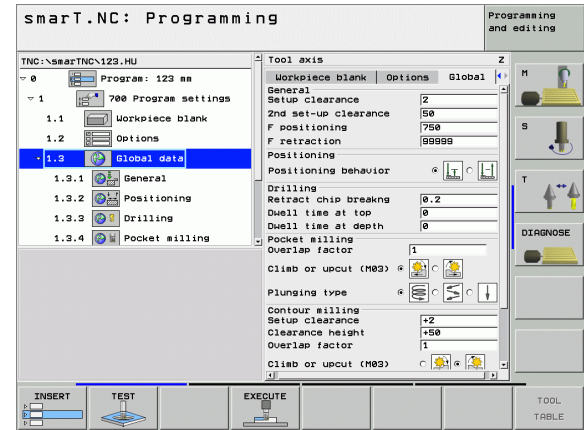 smarT.NC: Programming
Programming
and editing
TNC:\smarTNC\123.HU
0 Program: 123 mm
1 700 Program settings
1.1 Workpiece blank
1.2 Options
1.3 Global data
1.3.1 General
1.3.2 Positioning
1.3.3 Drilling
1.3.4 Pocket milling
Tool axis Z
Workpiece blank Options Global
General
Setup clearance 2
2nd set-up clearance 50
F positioning 750
F retraction 99999
Positioning
Positioning behavior
Drilling
Retract chip breakng 0.2
Dwell time at top 0
Dwell time at depth 0
Pocket milling
Overlap factor 1
Climb or upcut (M03)
Plunging type
Contour milling
Setup clearance +2
Clearance height +50
Overlap factor 1
Climb or upcut (M03)
M
S
T
DIAGNOSE
INSERT
TEST
EXECUTE
TOOL
TABLE